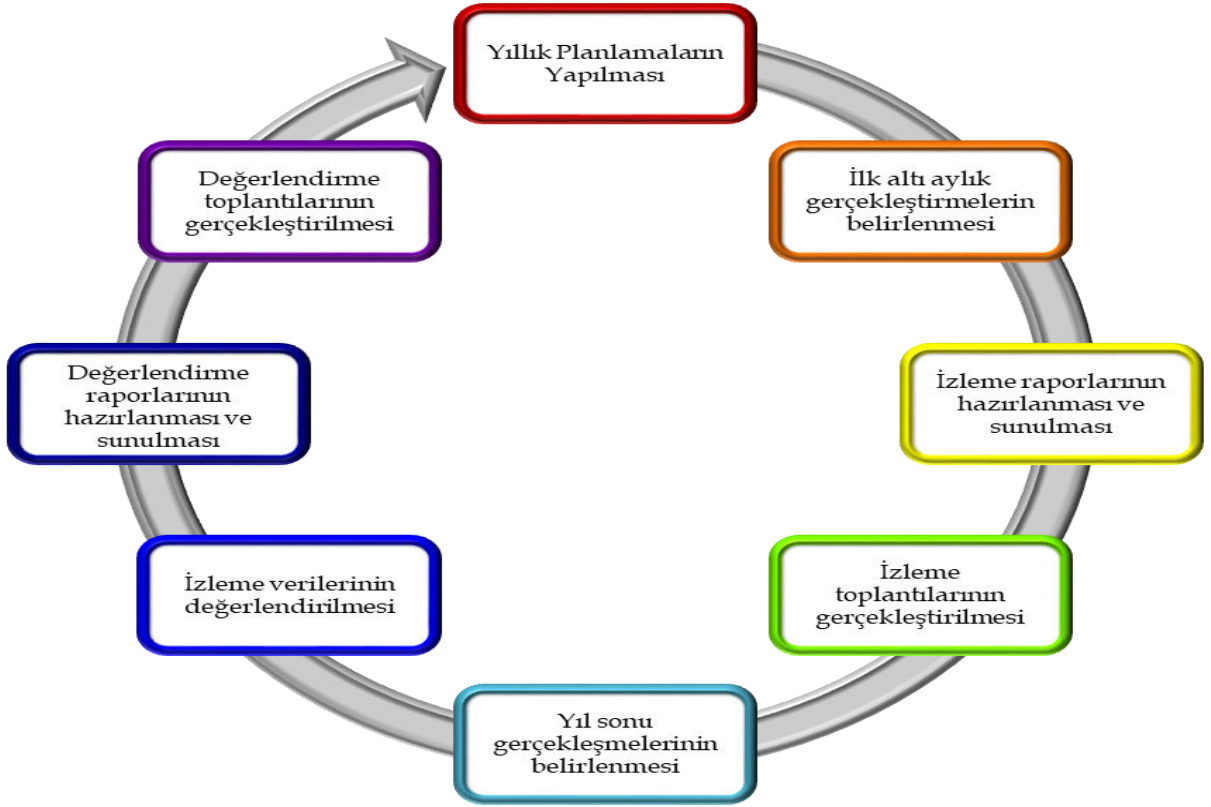 Yıllık Planlamaların
Yapılması
İlk altı aylık
gerçekleştirmelerin
belirlenmesi
İzleme raporlarının
hazırlanması ve
sunulması
İzleme
toplantılarının
gerçekleştirilmesi
Yıl sonu
gerçekleşmelerinin
belirlenmesi
İzleme verilerinin
değerlendirilmesi
Değerlendirme
raporlarının
hazırlanması ve
sunulması
Değerlendirme
toplantılarının
gerçekleştirilmesi